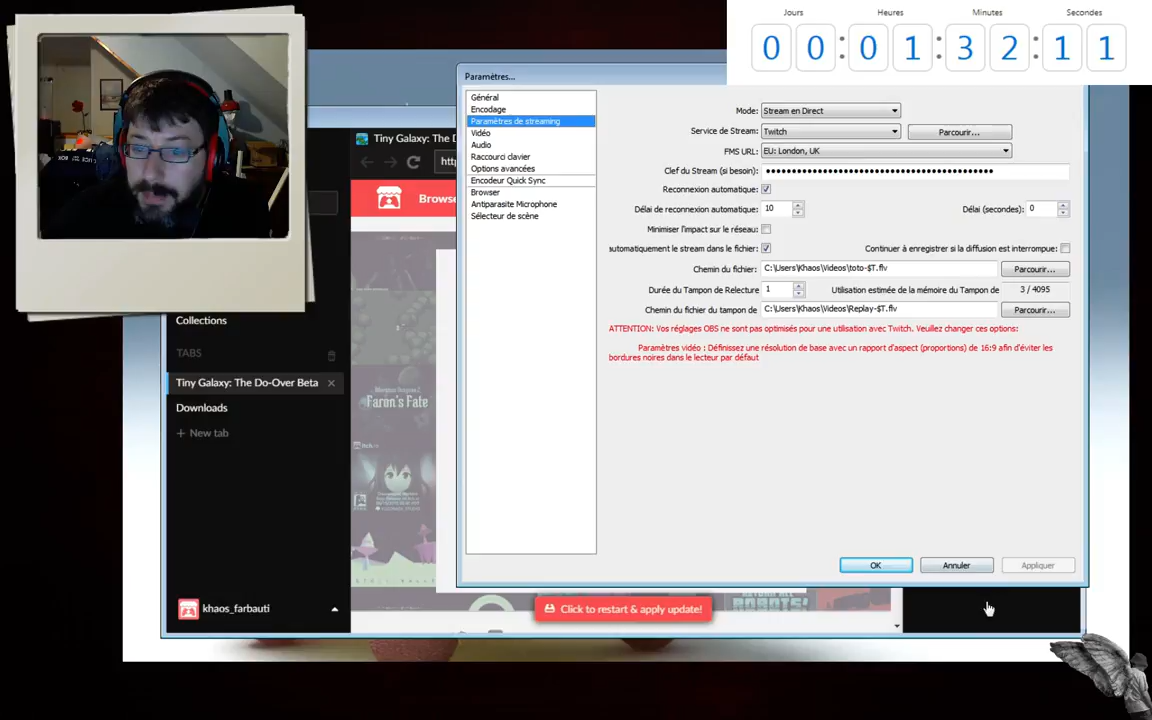 Jours Heures Minutes Secondes
0 0 : 0 1 : 3 2 : 1 1
Paramètres...
Général
Encodage
Paramètres de streaming
Vidéo
Audio
Raccourci clavier
Options avancées
Encodeur Quick Sync
Browser
Antiparasite Microphone
Sélecteur de scène
Mode: Stream en Direct
Service de Stream: Twitch Parcourir...
FMS URL: EU: London, UK
Clef du Stream (si besoin): ●●●●●●●●●●●●●●●●●●●●●●●●●●●●●●●●●●●●●●●●●●●●
Reconnexion automatique:
Délai de reconnexion automatique: 10 Délai (secondes): 0
Minimiser l'impact sur le réseau:
automatiquement le stream dans le fichier: Continuer à enregistrer si la diffusion est interrompue:
Chemin du fichier: C:\Users\Khaos\Videos\toto-$T.flv Parcourir...
Durée du Tampon de Relecture: 1 Utilisation estimée de la mémoire du Tampon de 3 / 4095
Chemin du fichier du tampon de C:\Users\Khaos\Videos\Replay-$T.flv Parcourir...
ATTENTION: Vos réglages OBS ne sont pas optimisés pour une utilisation avec Twitch. Veuillez changer ces options:
Paramètres vidéo : Définissez une résolution de base avec un rapport d'aspect (proportions) de 16:9 afin d'éviter les
bordures noires dans le lecteur par défaut
OK Annuler Appliquer
Tiny Galaxy: The D
htt
Brows
Collections
TABS
Tiny Galaxy: The Do-Over Beta
Downloads
+ New tab
Faron's Fate
khaos_farbauti
Click to restart & apply update!
ALL
ROBOTS!